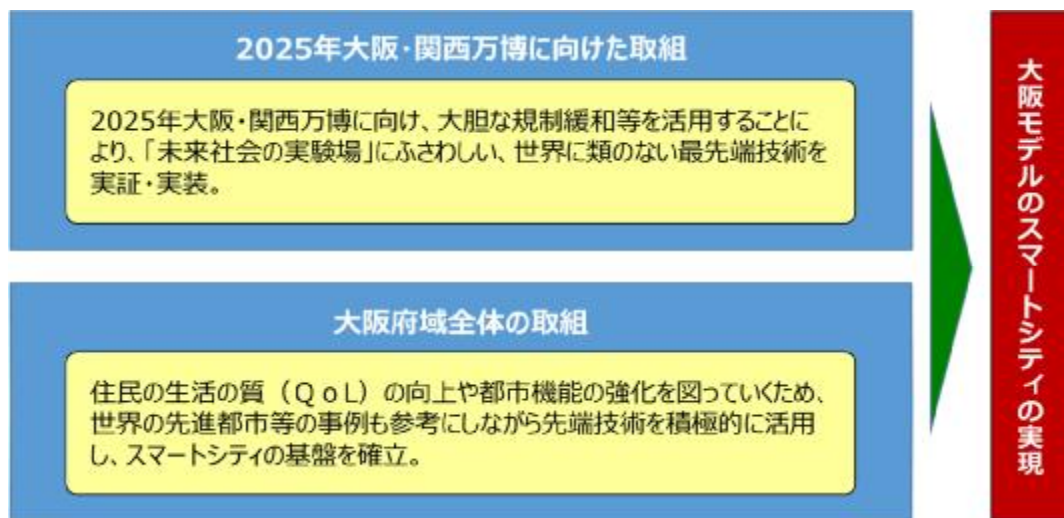 2025年大阪・関西万博に向けた取組
2025年大阪・関西万博に向け、大胆な規制緩和等を活用することに
より、「未来社会の実験場」にふさわしい、世界に類のない最先端技術を
実証・実装。
大阪府域全体の取組
住民の生活の質（ＱｏＬ）の向上や都市機能の強化を図っていくため、
世界の先進都市等の事例も参考にしながら先端技術を積極的に活用
し、スマートシティの基盤を確立。
大阪モデルのスマートシティの実現